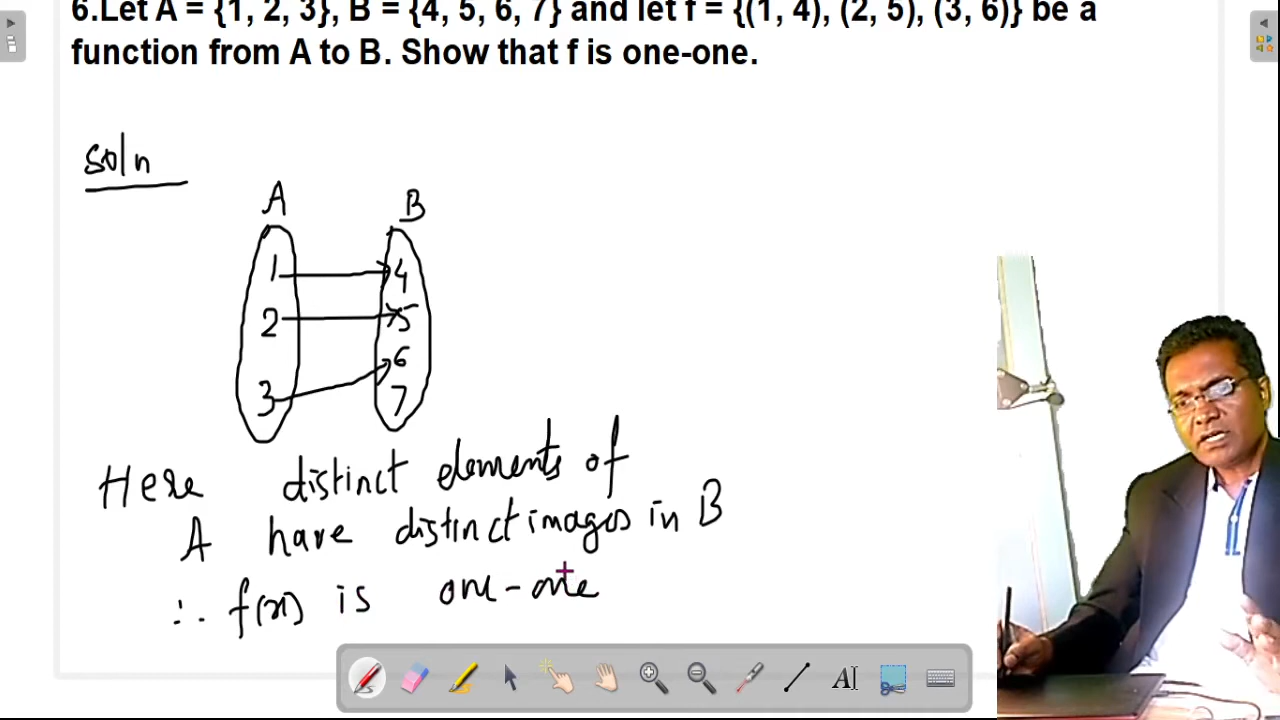 6.Let A = {1, 2, 3}, B = {4, 5, 6, 7} and let f = {(1, 4), (2, 5), (3, 6)} be a
function from A to B. Show that f is one-one.
soln
A B
1 4
2 5
3 6
7
Here distinct elements of
A have distinct images in B
∴ f(x) is one-one
AI